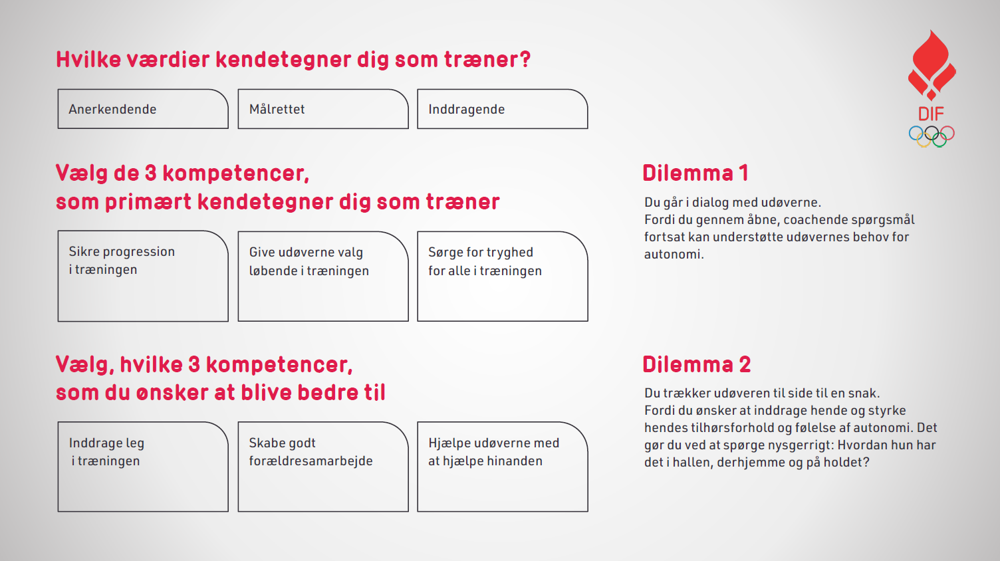 Hvilke værdier kendetegner dig som træner?
Anerkendende
Målrettet
Inddragende
DIF
Vælg de 3 kompetencer,
som primært kendetegner dig som træner
Sikre progression
i træningen
Give udøverne valg
løbende i træningen
Sørge for tryghed
for alle i træningen
Dilemma 1
Du går i dialog med udøverne.
Fordi du gennem åbne, coachende spørgsmål
fortsat kan understøtte udøvernes behov for
autonomi.
Vælg, hvilke 3 kompetencer,
som du ønsker at blive bedre til
Inddrage leg
i træningen
Skabe godt
forældresamarbejde
Hjælpe udøverne med
at hjælpe hinanden
Dilemma 2
Du trækker udøveren til side til en snak.
Fordi du ønsker at inddrage hende og styrke
hendes tilhørsforhold og følelse af autonomi. Det
gør du ved at spørge nysgerrigt: Hvordan hun har
det i hallen, derhjemme og på holdet?